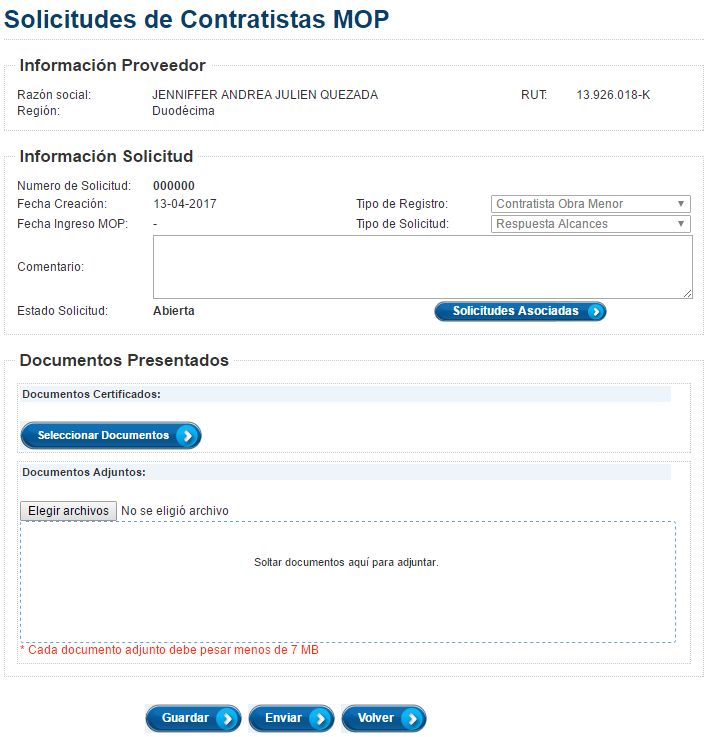 Solicitudes de Contratistas MOP
Información Proveedor
Razón social: JENNIFFER ANDREA JULIEN QUEZADA RUT: 13.926.018-K
Región: Duodécima
Información Solicitud
Numero de Solicitud: 000000
Fecha Creación: 13-04-2017 Tipo de Registro: Contratista Obra Menor
Fecha Ingreso MOP: - Tipo de Solicitud: Respuesta Alcances
Comentario:
Estado Solicitud: Abierta Solicitudes Asociadas
Documentos Presentados
Documentos Certificados:
Seleccionar Documentos
Documentos Adjuntos:
Elegir archivos No se eligió archivo
Soltar documentos aquí para adjuntar.
* Cada documento adjunto debe pesar menos de 7 MB
Guardar Enviar Volver